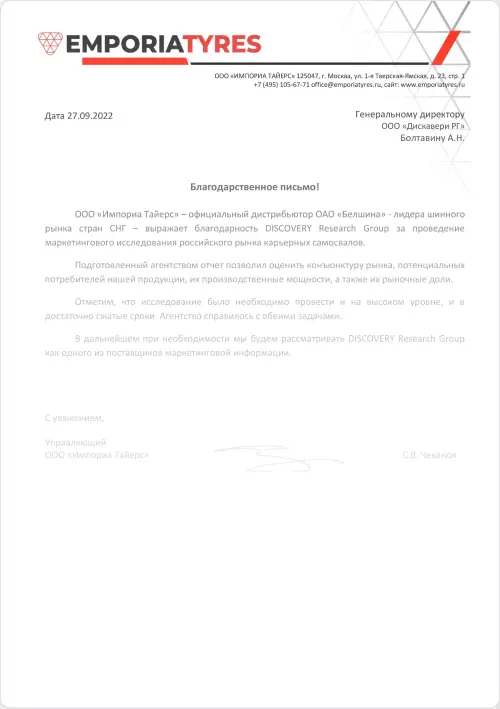 EMPORIATYRES
ООО «ИМПОРИА ТАЙЕРС» 125047, г. Москва, ул. 1-я Тверская-Ямская, д. 23, стр. 1
+7 (495) 105-67-71 office@emporiatyres.ru, сайт: www.emporiatyres.ru
Дата 27.09.2022
Генеральному директору
ООО «Дискавери РГ»
Болтавину А.Н.
Благодарственное письмо!
ООО «Импориа Тайерс» – официальный дистрибьютор ОАО «Белшина» - лидера шинного
рынка стран СНГ – выражает благодарность DISCOVERY Research Group за проведение
маркетингового исследования российского рынка карьерных самосвалов.
Подготовленный агентством отчет позволил оценить конъюнктуру рынка, потенциальных
потребителей нашей продукции, их производственные мощности, а также их рыночные доли.
Отметим, что исследование было необходимо провести и на высоком уровне, и в
достаточно сжатые сроки. Агентство справилось с обеими задачами.
В дальнейшем при необходимости мы будем рассматривать DISCOVERY Research Group
как одного из поставщиков маркетинговой информации.
С уважением,
Управляющий
ООО «Импориа Тайерс»
С.В. Чеканов